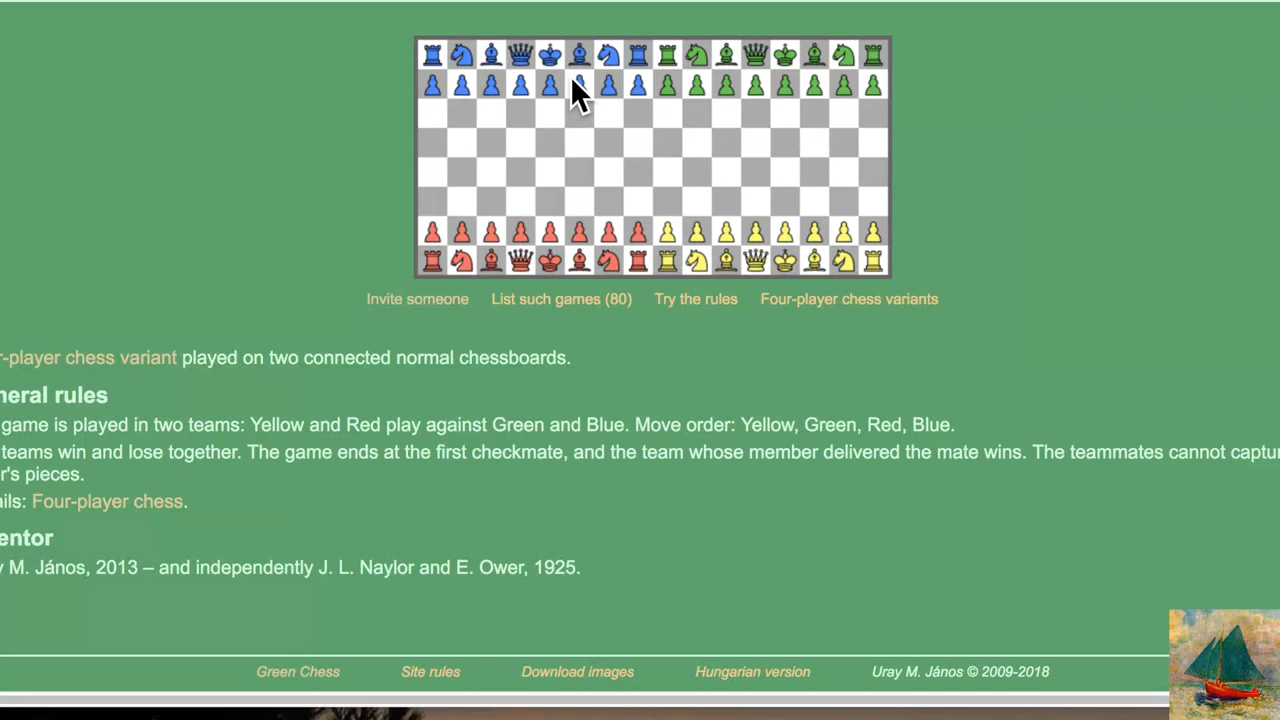 Invite someone List such games (80) Try the rules Four-player chess variants
r-player chess variant played on two connected normal chessboards.
neral rules
game is played in two teams: Yellow and Red play against Green and Blue. Move order: Yellow, Green, Red, Blue.
teams win and lose together. The game ends at the first checkmate, and the team whose member delivered the mate wins. The teammates cannot captu
r's pieces.
ails: Four-player chess.
entor
y M. János, 2013 – and independently J. L. Naylor and E. Ower, 1925.
Green Chess Site rules Download images Hungarian version Uray M. János © 2009-2018